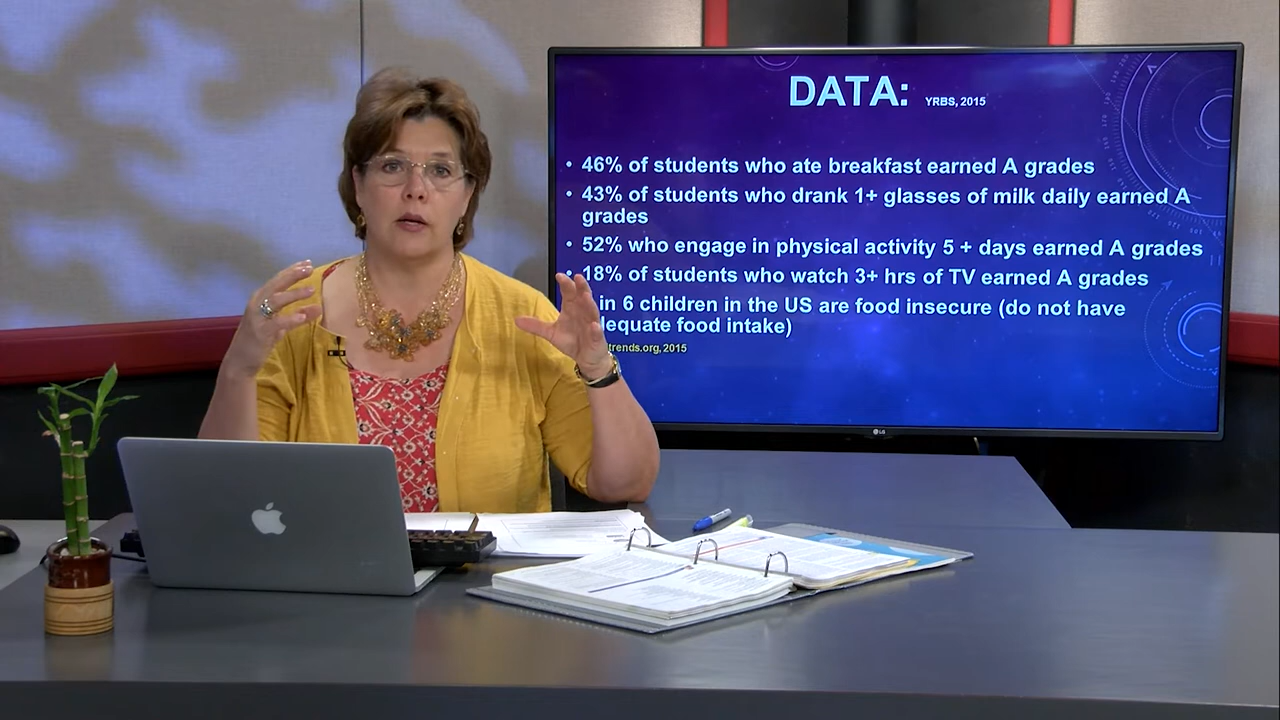 DATA: YRBS, 2015
• 46% of students who ate breakfast earned A grades
• 43% of students who drank 1+ glasses of milk daily earned A
grades
• 52% who engage in physical activity 5 + days earned A grades
• 18% of students who watch 3+ hrs of TV earned A grades
in 6 children in the US are food insecure (do not have
lequate food intake)
trends.org, 2015
LG